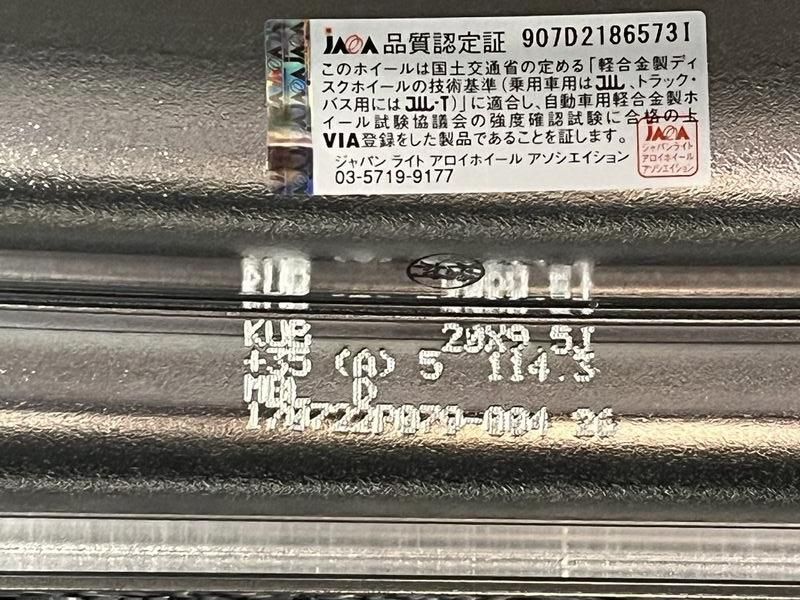 JAWA 品質認定証 907D2186573I
このホイールは国土交通省の定める「軽合金製ディ
スクホイールの技術基準(乗用車用はJWL、トラック・
バス用にはJWL-T)」に適合し、自動車用軽合金製ホ
イール試験協議会の強度確認試験に合格の上
VIA登録をした製品であることを証します。
ジャパン ライト アロイホイール アソシエイション
03-5719-9177
JAWA
ジャパンライト
アロイホイール
アソシエイション
20X9.5J
+35 (A) 5 114.3